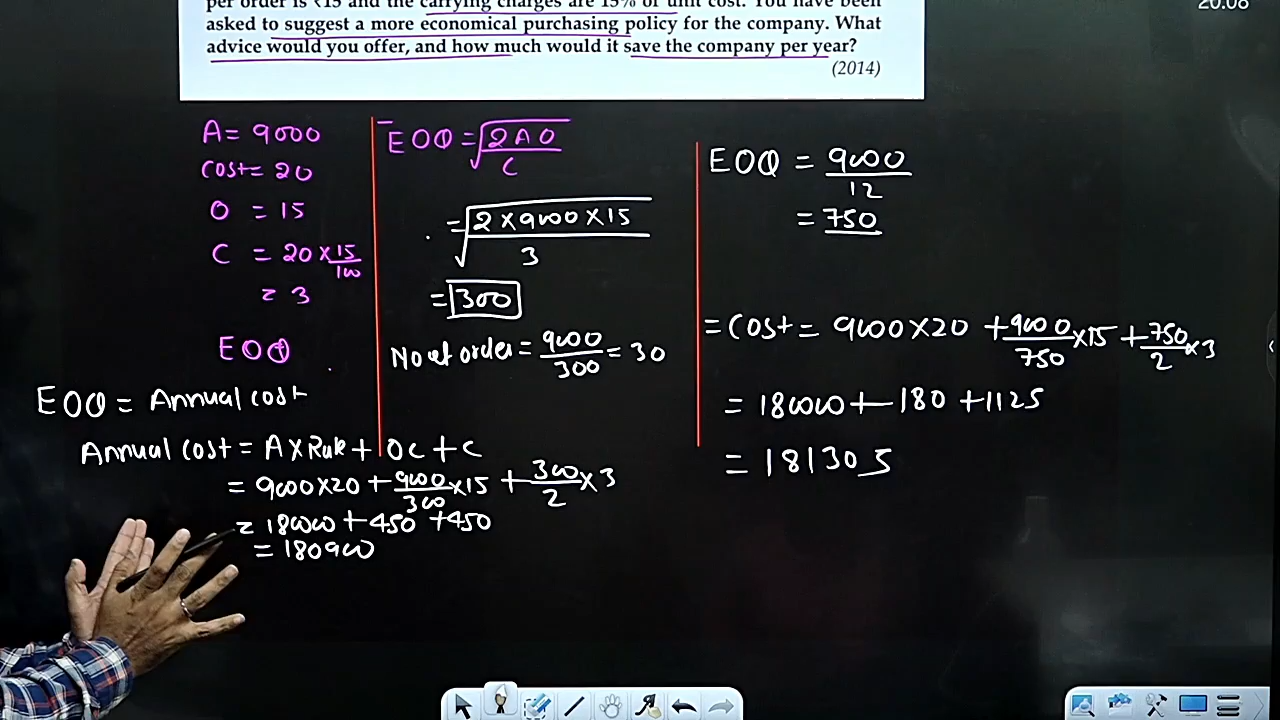 per order is ₹15 and the carrying charges are 15% of unit cost. You have been
asked to suggest a more economical purchasing policy for the company. What
advice would you offer, and how much would it save the company per year?
(2014)
20:08
A = 9000
Cost = 20
O = 15
C = 20 × 15/100
= 3
EOQ
EOQ = √(2AO/C)
= √(2×9000×15/3)
= 300
No of order = 9000/300 = 30
EOQ = Annual cost
Annual cost = A×Rate + OC + C
= 9000×20 + 9000/300 ×15 + 300/2 ×3
= 180000 + 450 + 450
= 180900
EOQ = 9000/12
= 750
= Cost = 9000×20 + 9000/750 ×15 + 750/2 ×3
= 180000 + 180 + 1125
= 181305